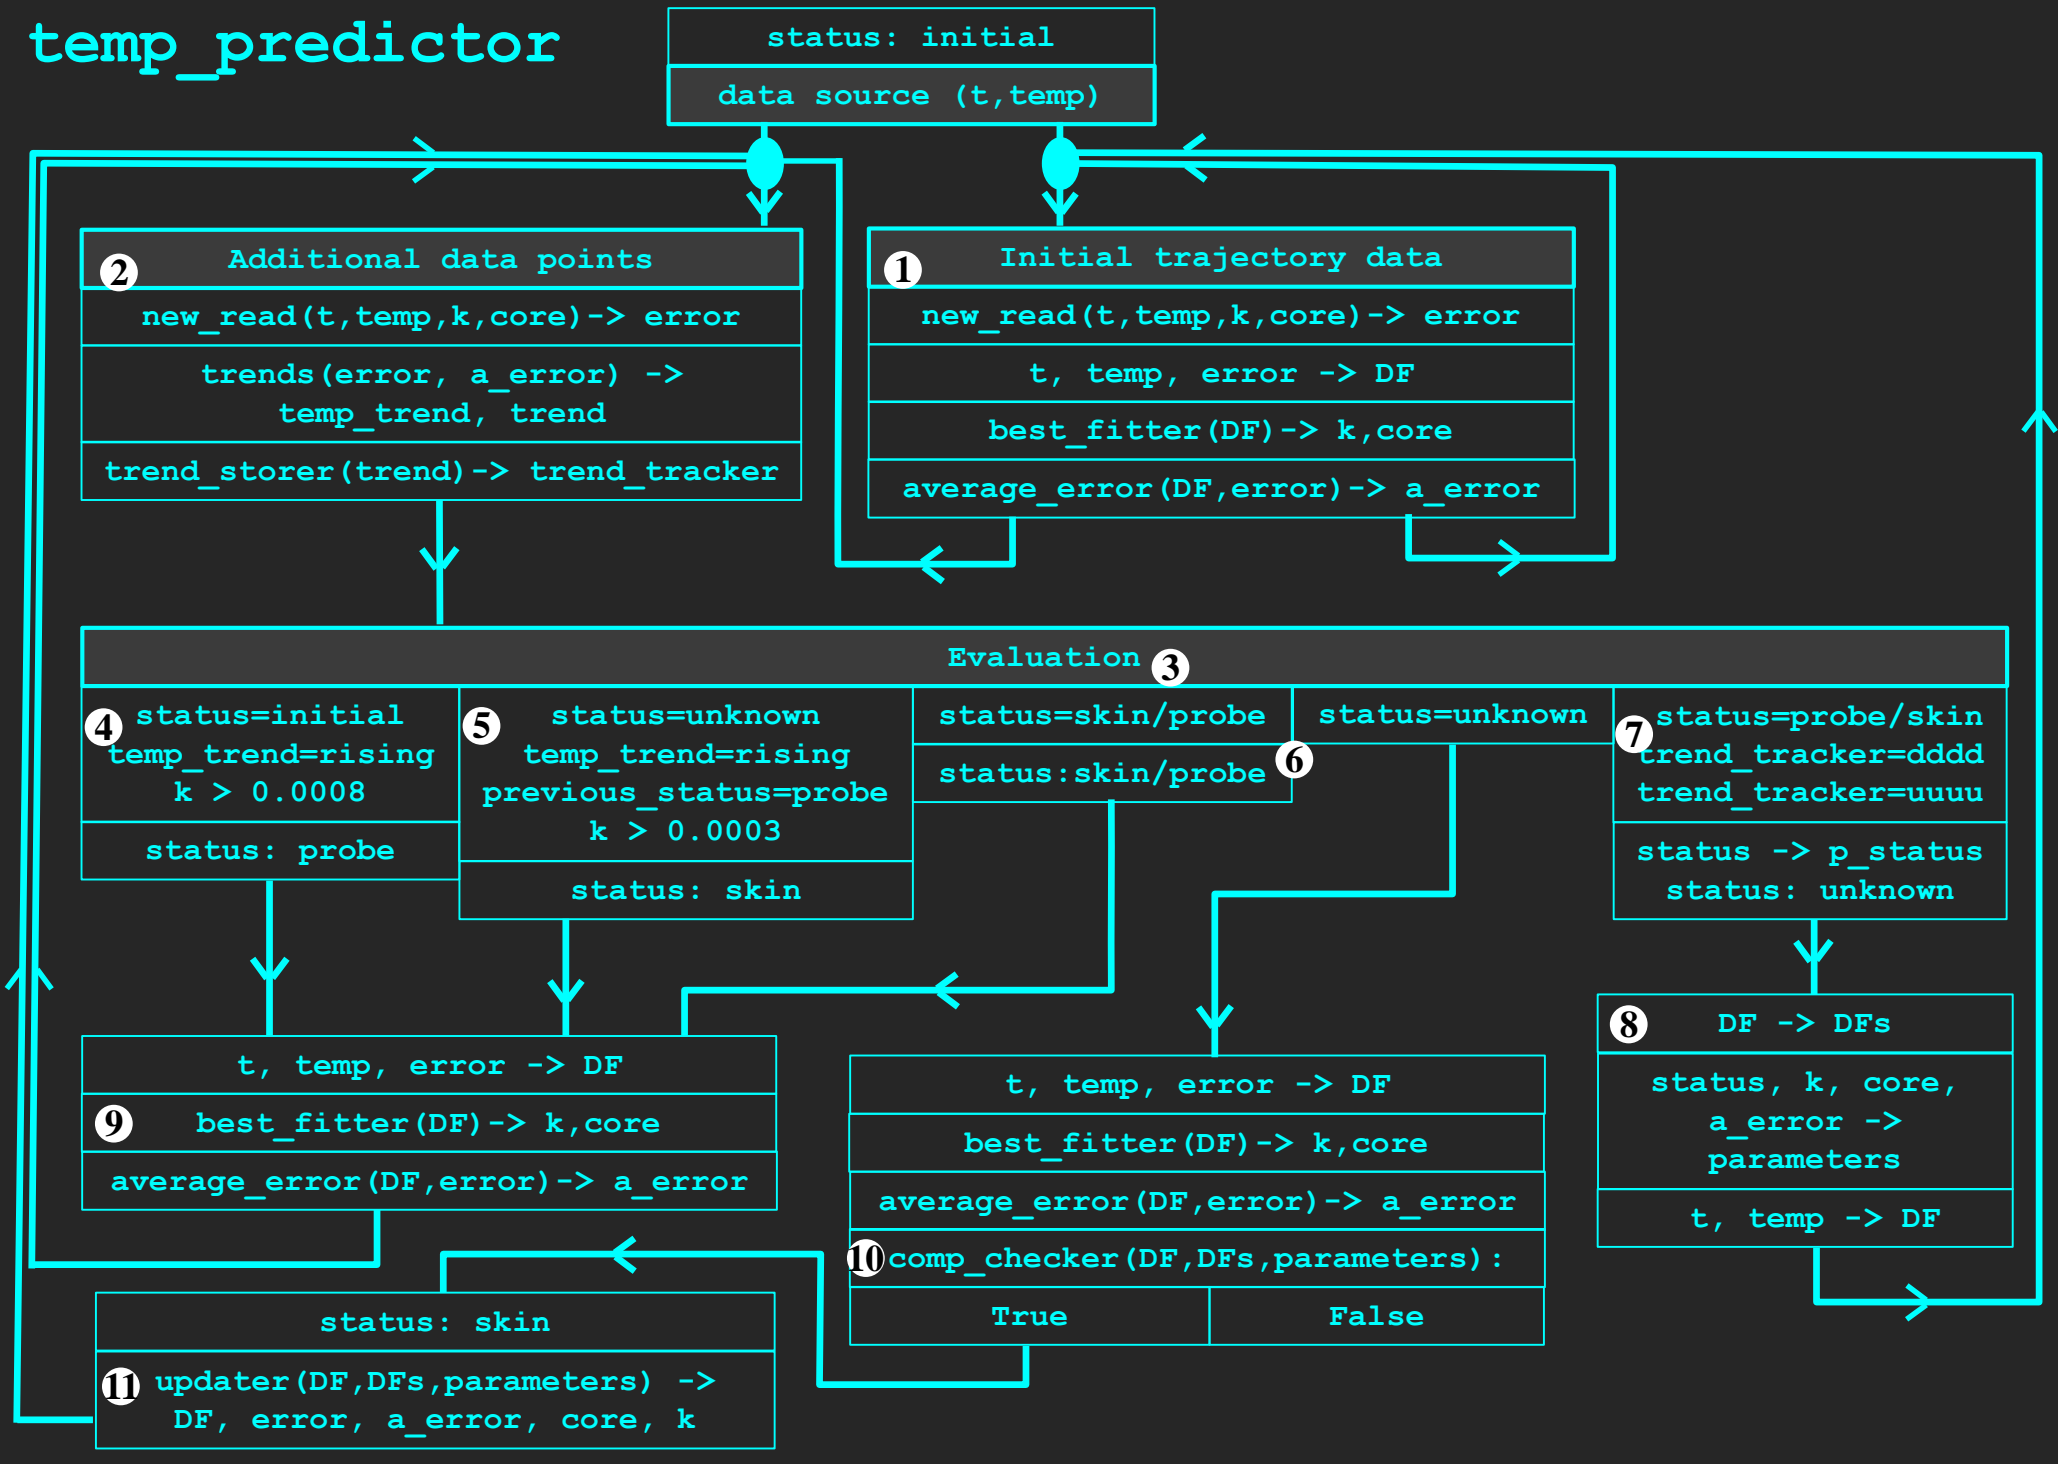 temp_predictor
status: initial
data source (t,temp)
2
Additional data points
new_read(t,temp,k,core)-> error
trends(error, a_error) ->
temp_trend, trend
trend_storer(trend)-> trend_tracker
1
Initial trajectory data
new_read(t,temp,k,core)-> error
t, temp, error -> DF
best_fitter(DF)-> k,core
average_error(DF,error)-> a_error
Evaluation
3
4
status=initial
temp_trend=rising
k > 0.0008
status: probe
5
status=unknown
temp_trend=rising
previous_status=probe
k > 0.0003
status: skin
status=skin/probe
status:skin/probe
6
status=unknown
7
status=probe/skin
trend_tracker=dddd
trend_tracker=uuuu
status -> p_status
status: unknown
8
DF -> DFs
status, k, core,
a_error ->
parameters
t, temp -> DF
t, temp, error -> DF
9
best_fitter(DF)-> k,core
average_error(DF,error)-> a_error
t, temp, error -> DF
best_fitter(DF)-> k,core
average_error(DF,error)-> a_error
10
comp_checker(DF,DFs,parameters):
True
False
status: skin
11
updater(DF,DFs,parameters) ->
DF, error, a_error, core, k